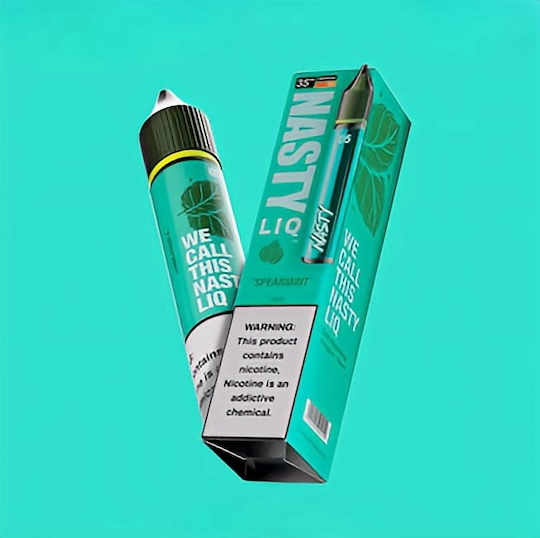 WE
CALL
THIS
NAST
LIQ
35
NASTY
LIQ
NASTY
"SPEARMINT"
WARNING:
This product
contains
nicotine,
Nicotine is an
addictive
chemical.
WE
CALL
THIS
NASTY
LIQ